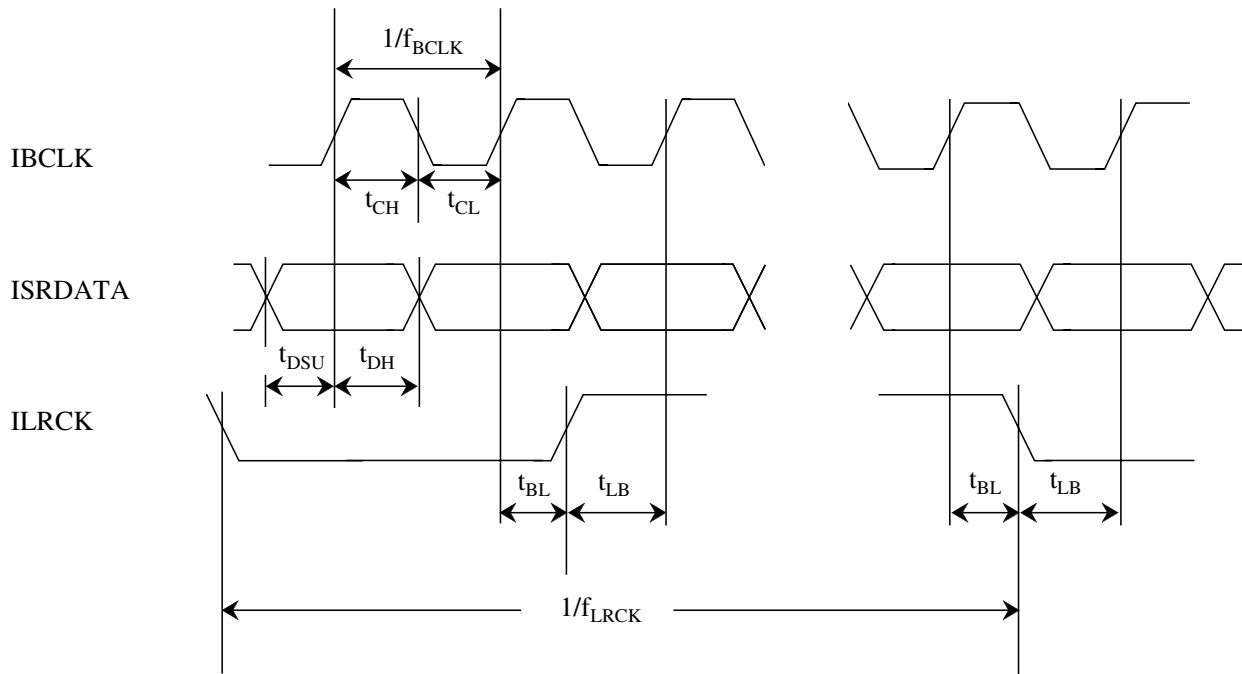 1/fBCLK
IBCLK
tCH tCL
ISRDATA
tDSU tDH
ILRCK
tBL tLB tBL tLB
1/fLRCK